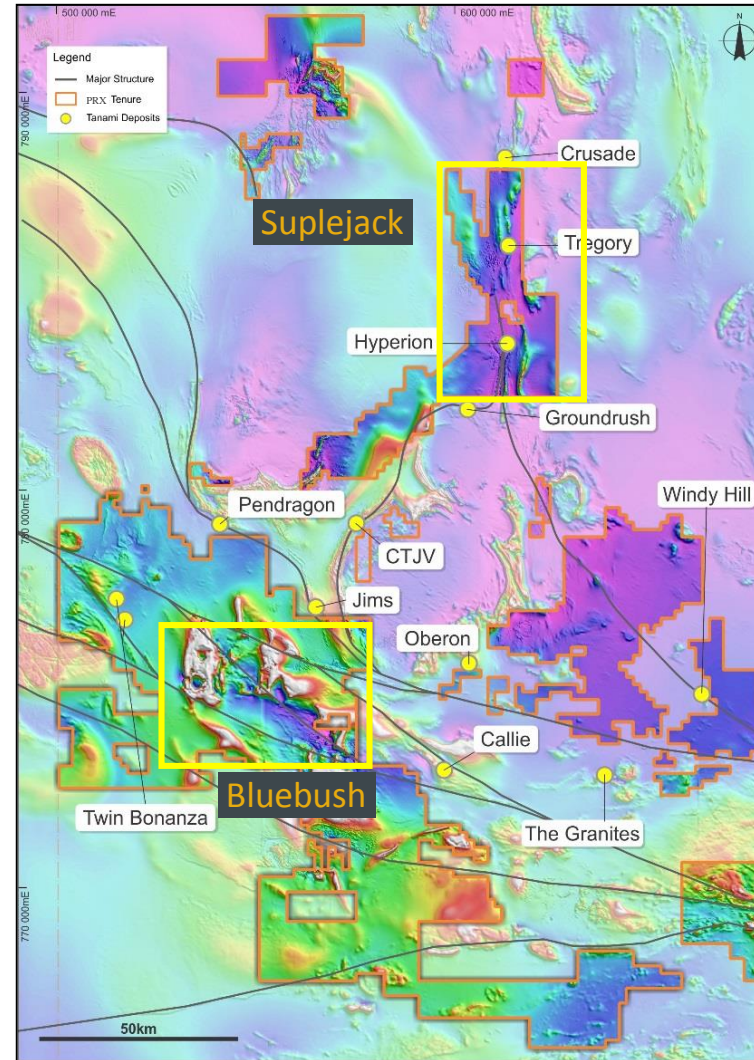 500 000mE
600 000mE
N
Legend
Major Structure
PRX Tenure
Tanami Deposits
790 000mE
Crusade
Suplejack
Tregory
Hyperion
Groundrush
Pendragon
Windy Hill
780 000mE
CTJV
Jims
Oberon
Callie
Bluebush
Twin Bonanza
The Granites
770 000mE
50km